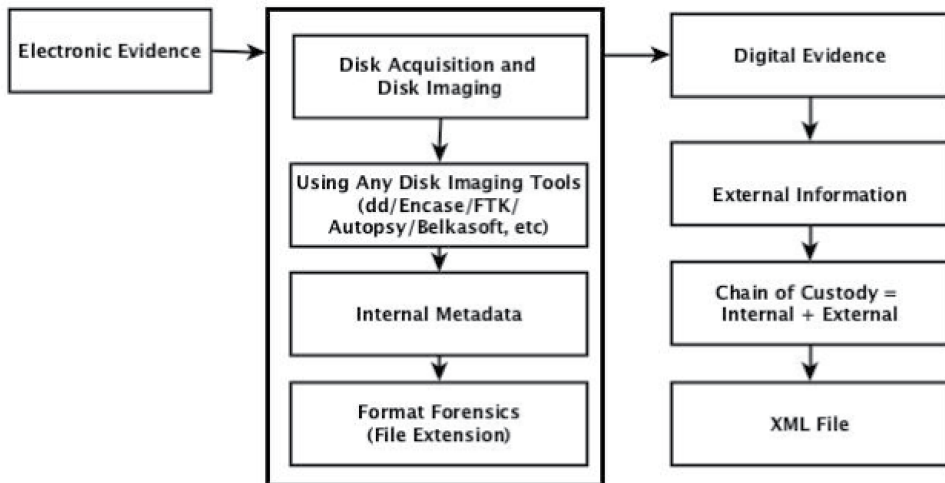 Electronic Evidence
Disk Acquisition and
Disk Imaging
Using Any Disk Imaging Tools
(dd/Encase/FTK/
Autopsy/Belkasoft, etc)
Internal Metadata
Format Forensics
(File Extension)
Digital Evidence
External Information
Chain of Custody =
Internal + External
XML File